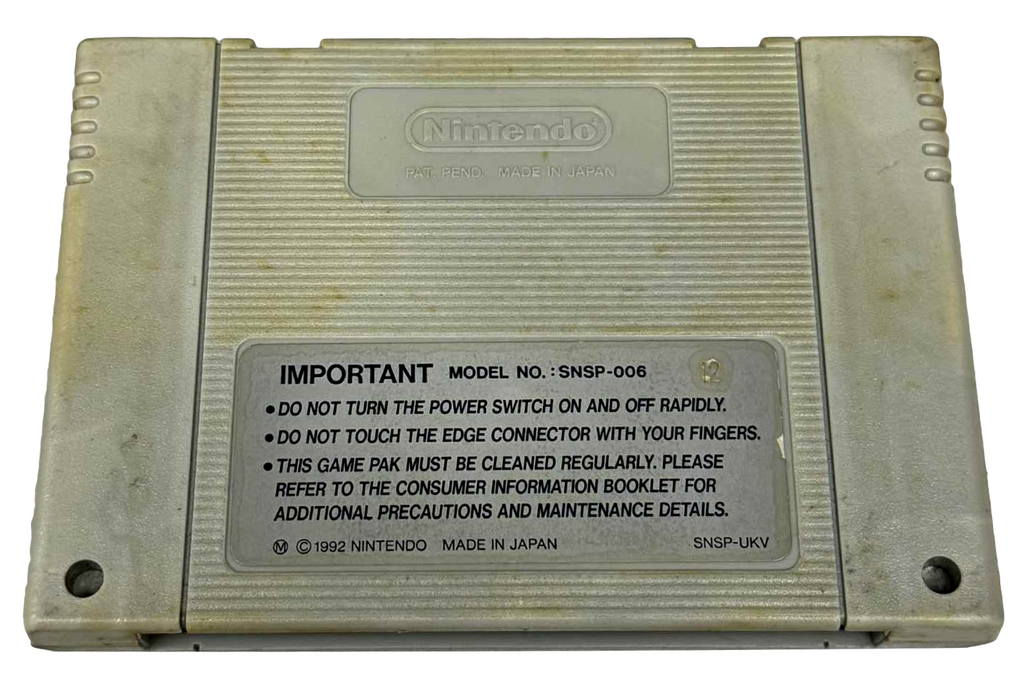 Nintendo
PAT. PEND. MADE IN JAPAN
IMPORTANT MODEL NO.: SNSP-006
12
• DO NOT TURN THE POWER SWITCH ON AND OFF RAPIDLY.
• DO NOT TOUCH THE EDGE CONNECTOR WITH YOUR FINGERS.
• THIS GAME PAK MUST BE CLEANED REGULARLY. PLEASE
REFER TO THE CONSUMER INFORMATION BOOKLET FOR
ADDITIONAL PRECAUTIONS AND MAINTENANCE DETAILS.
Ⓜ ©1992 NINTENDO MADE IN JAPAN SNSP-UKV